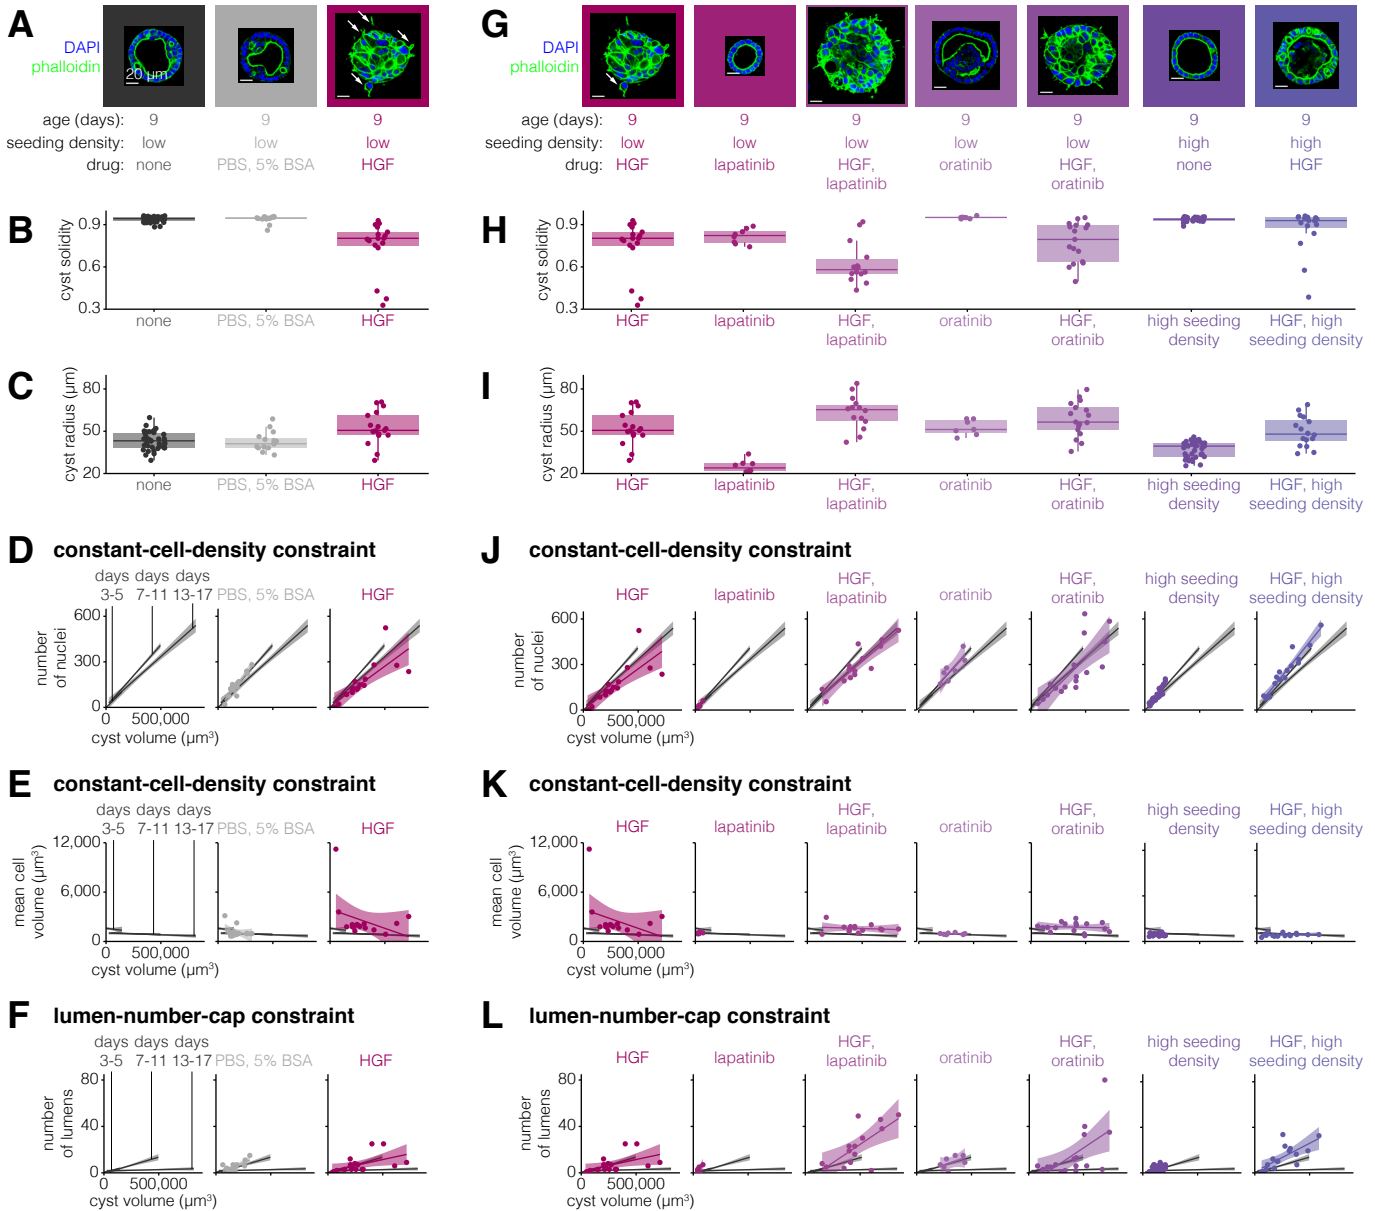 A
DAPI
phalloidin
20 µm
age (days): 9 9 9
seeding density: low low low
drug: none PBS, 5% BSA HGF
B
cyst solidity
0.9
0.6
0.3
none PBS, 5% BSA HGF
C
cyst radius (µm)
80
50
20
none PBS, 5% BSA HGF
D constant-cell-density constraint
days days days
3-5 7-11 13-17 PBS, 5% BSA HGF
number
of nuclei
600
300
0
0 500,000
cyst volume (µm³)
E constant-cell-density constraint
days days days
3-5 7-11 13-17 PBS, 5% BSA HGF
mean cell
volume (µm³)
12,000
6,000
0
0 500,000
cyst volume (µm³)
F lumen-number-cap constraint
days days days
3-5 7-11 13-17 PBS, 5% BSA HGF
number
of lumens
80
40
0
0 500,000
cyst volume (µm³)
G
DAPI
phalloidin
age (days): 9 9 9 9 9 9 9
seeding density: low low low low low high high
drug: HGF lapatinib HGF, oratinib HGF, none HGF
lapatinib oratinib
H
cyst solidity
0.9
0.6
0.3
HGF lapatinib HGF, oratinib HGF, high seeding HGF, high
lapatinib oratinib density seeding density
I
cyst radius (µm)
80
50
20
HGF lapatinib HGF, oratinib HGF, high seeding HGF, high
lapatinib oratinib density seeding density
J constant-cell-density constraint
HGF lapatinib HGF, oratinib HGF, high seeding HGF, high
lapatinib oratinib density seeding density
number
of nuclei
600
300
0
0 500,000
cyst volume (µm³)
K constant-cell-density constraint
HGF lapatinib HGF, oratinib HGF, high seeding HGF, high
lapatinib oratinib density seeding density
mean cell
volume (µm³)
12,000
6,000
0
0 500,000
cyst volume (µm³)
L lumen-number-cap constraint
HGF lapatinib HGF, oratinib HGF, high seeding HGF, high
lapatinib oratinib density seeding density
number
of lumens
80
40
0
0 500,000
cyst volume (µm³)